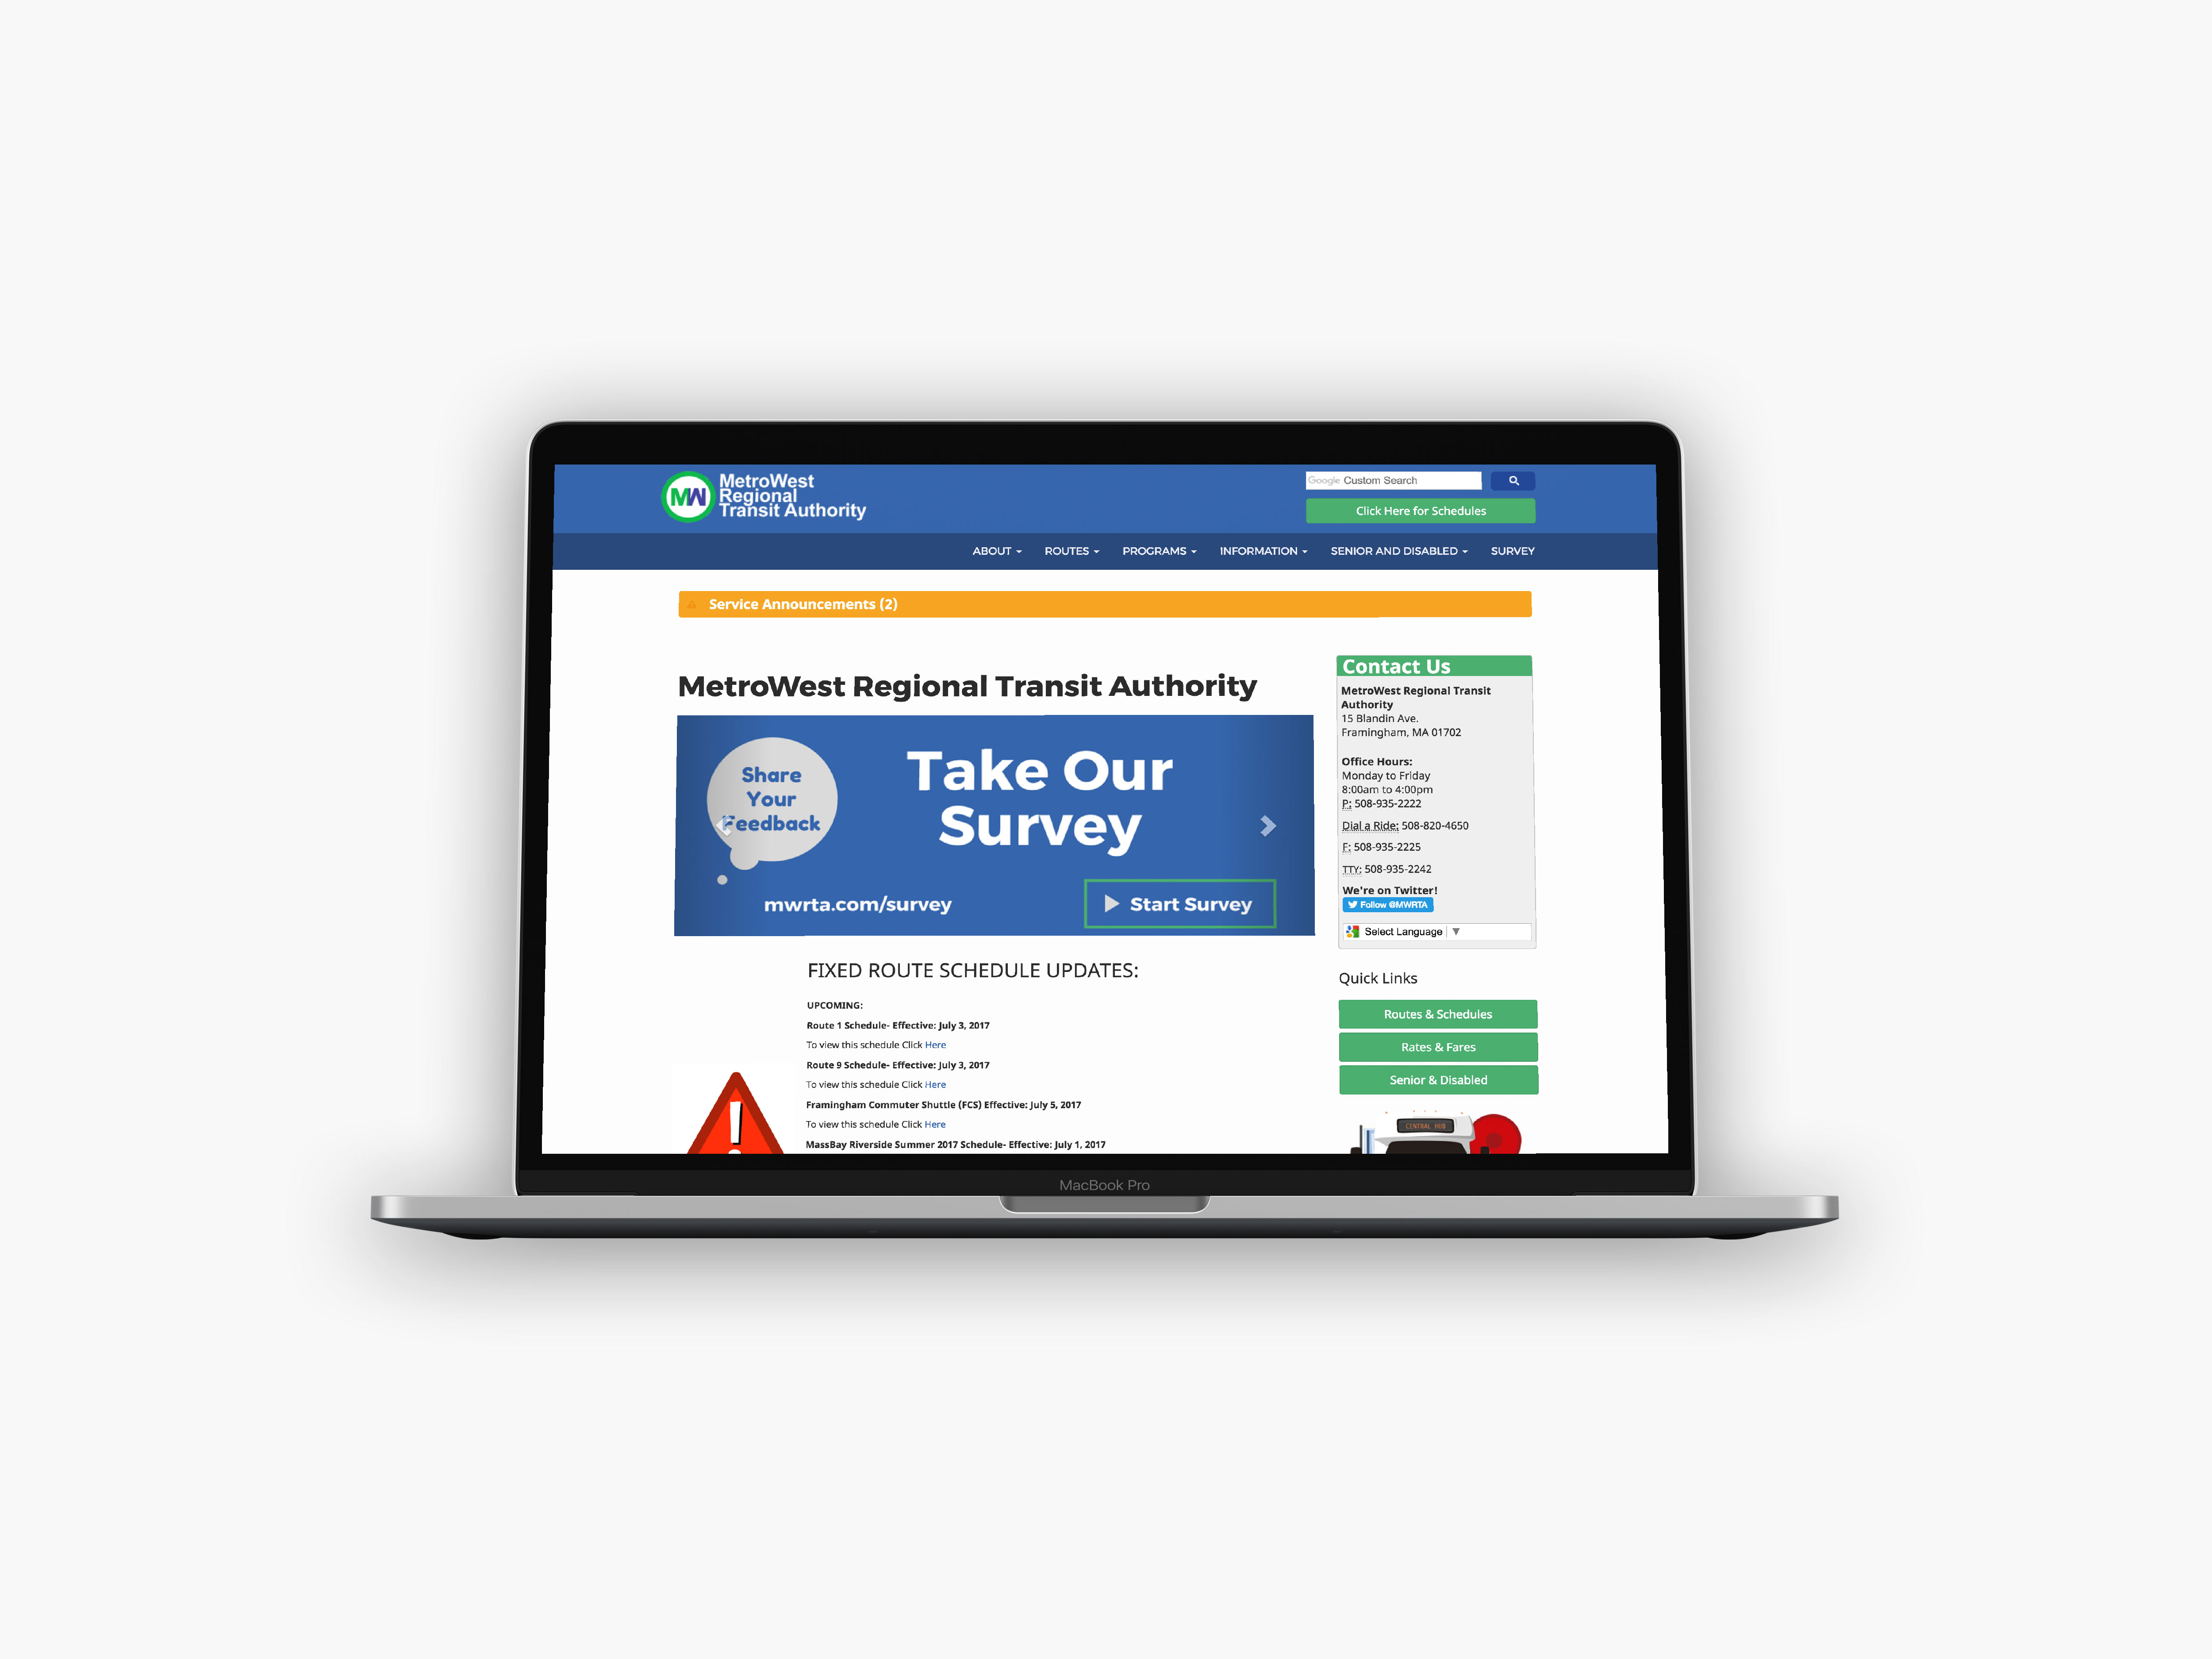 MW
MetroWest
Regional
Transit Authority
Google Custom Search
Click Here for Schedules
ABOUT ROUTES PROGRAMS INFORMATION SENIOR AND DISABLED SURVEY
Service Announcements (2)
MetroWest Regional Transit Authority
Share
Your
Feedback
Take Our
Survey
mwrta.com/survey
Start Survey
FIXED ROUTE SCHEDULE UPDATES:
UPCOMING:
Route 1 Schedule- Effective: July 3, 2017
To view this schedule Click Here
Route 9 Schedule- Effective: July 3, 2017
To view this schedule Click Here
Framingham Commuter Shuttle (FCS) Effective: July 5, 2017
To view this schedule Click Here
MassBay Riverside Summer 2017 Schedule- Effective: July 1, 2017
Contact Us
MetroWest Regional Transit
Authority
15 Blandin Ave.
Framingham, MA 01702
Office Hours:
Monday to Friday
8:00am to 4:00pm
P: 508-935-2222
Dial a Ride: 508-820-4650
F: 508-935-2225
TTY: 508-935-2242
We're on Twitter!
Follow @MWRTA
Select Language ▼
Quick Links
Routes & Schedules
Rates & Fares
Senior & Disabled
CENTRAL HUB
MacBook Pro